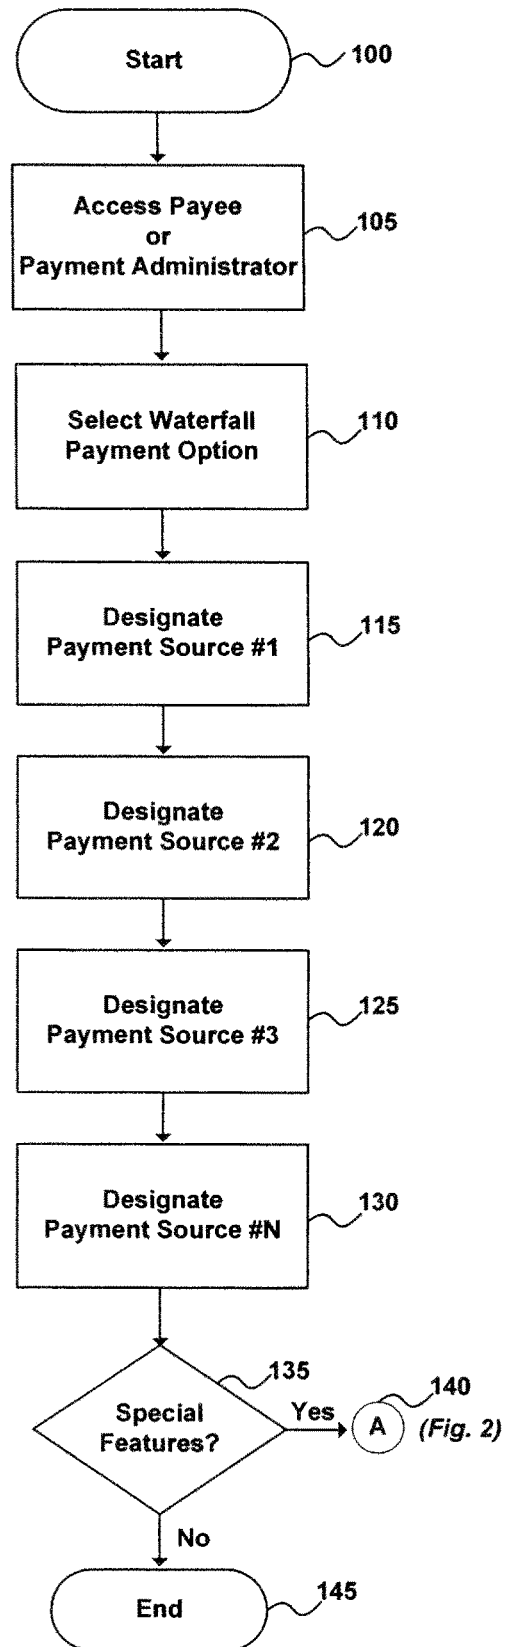 Start
100
Access Payee
or
Payment Administrator
105
Select Waterfall
Payment Option
110
Designate
Payment Source #1
115
Designate
Payment Source #2
120
Designate
Payment Source #3
125
Designate
Payment Source #N
130
135
Special
Features?
Yes
A
140
(Fig. 2)
No
End
145